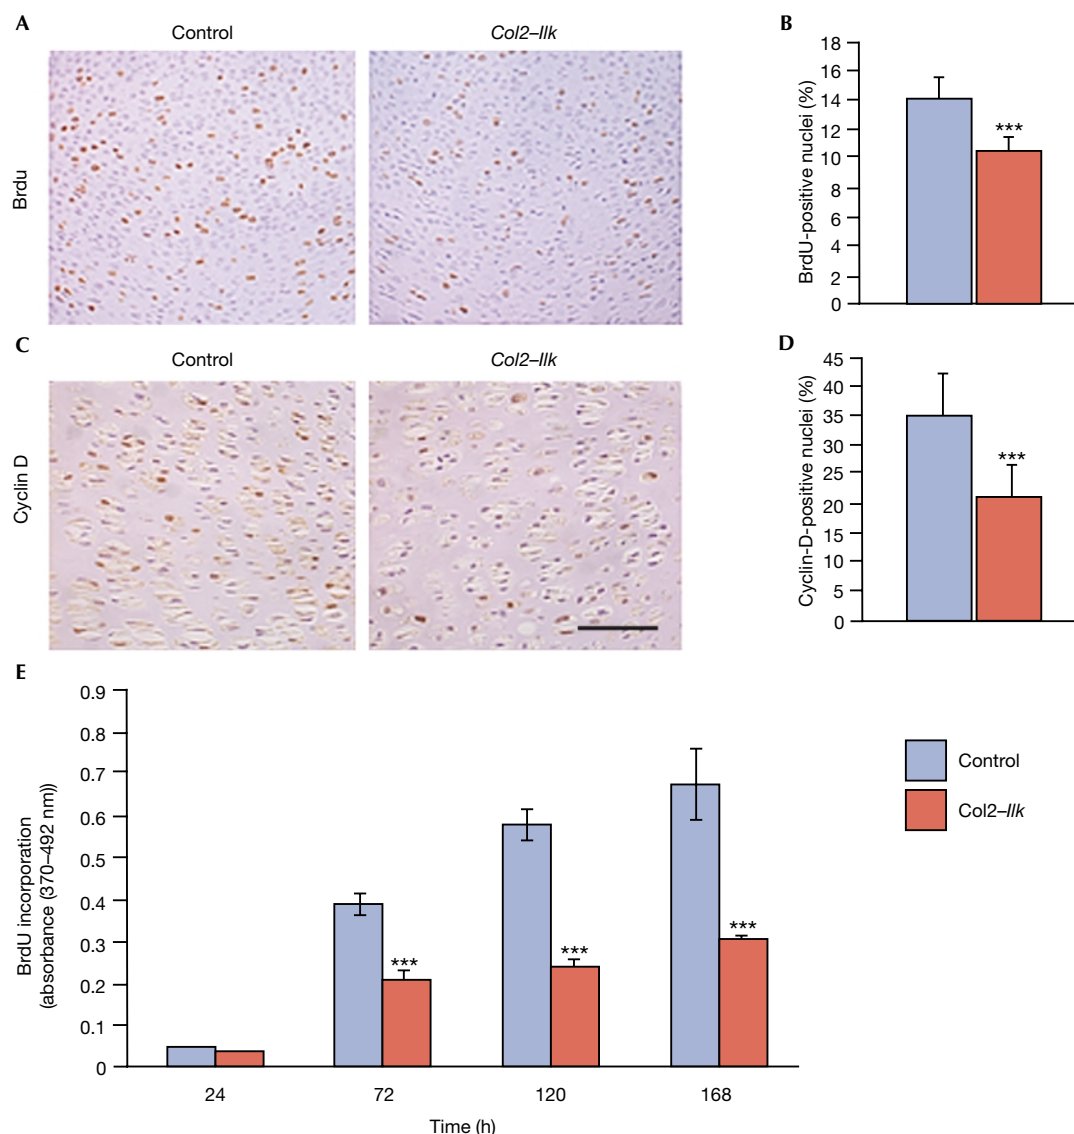 A
Control
Col2–Ilk
Brdu
B
BrdU-positive nuclei (%)
18
16
14
12
10
8
6
4
2
0
***
C
Control
Col2–Ilk
Cyclin D
D
Cyclin-D-positive nuclei (%)
45
40
35
30
25
20
15
10
5
0
***
E
BrdU incorporation
(absorbance (370–492 nm))
0.9
0.8
0.7
0.6
0.5
0.4
0.3
0.2
0.1
0
***
***
***
24
72
120
168
Time (h)
Control
Col2–Ilk